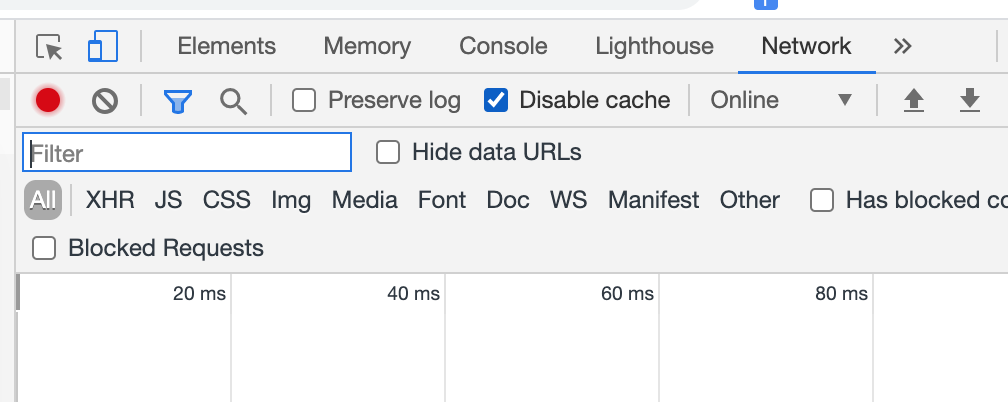 Elements Memory Console Lighthouse Network »
Preserve log Disable cache Online
Filter Hide data URLs
All XHR JS CSS Img Media Font Doc WS Manifest Other Has blocked
Blocked Requests
20 ms 40 ms 60 ms 80 ms